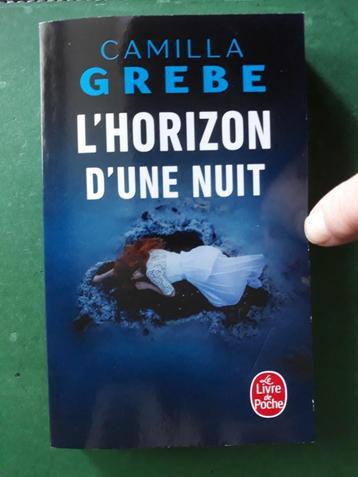 CAMILLA
GREBE
L'HORIZON
D'UNE NUIT
Le
Livre
de
Poche